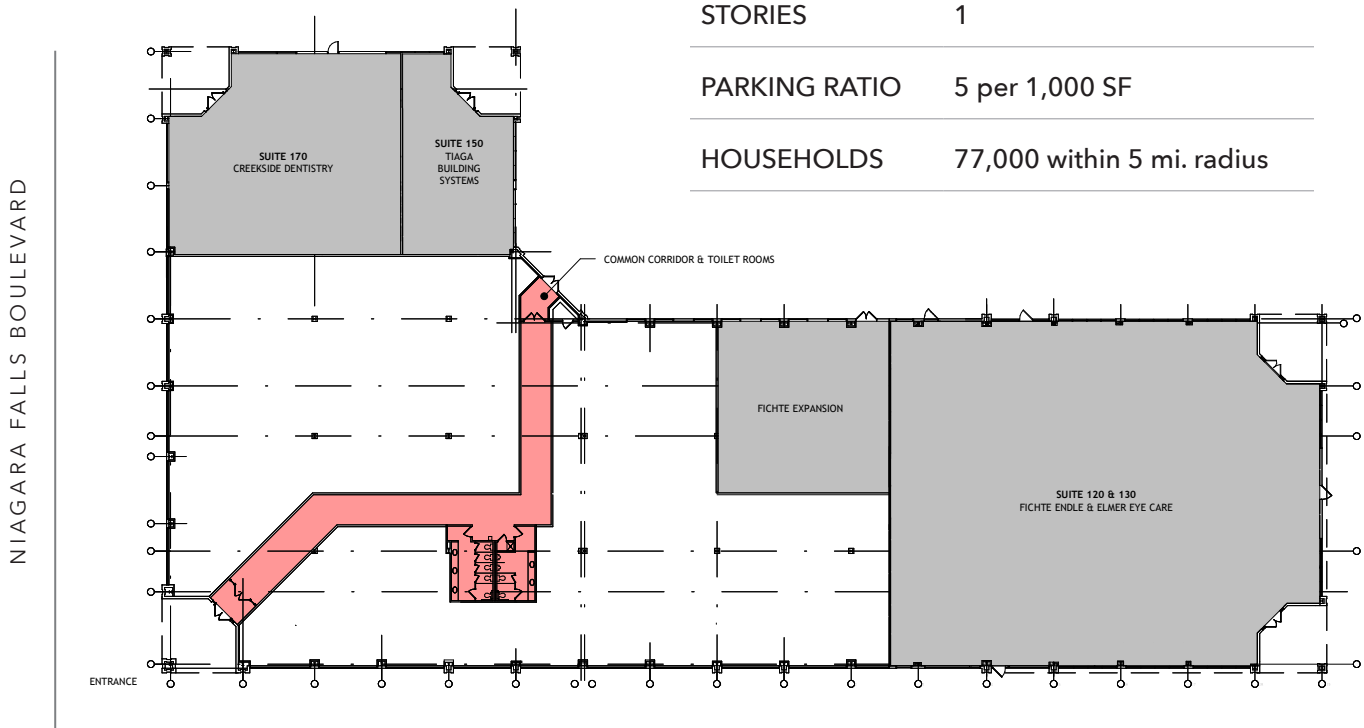 STORIES 1
PARKING RATIO 5 per 1,000 SF
HOUSEHOLDS 77,000 within 5 mi. radius
NIAGARA FALLS BOULEVARD
SUITE 170
CREEKSIDE DENTISTRY
SUITE 150
TIAGA
BUILDING
SYSTEMS
COMMON CORRIDOR & TOILET ROOMS
FICHTE EXPANSION
SUITE 120 & 130
FICHTE ENDLE & ELMER EYE CARE
ENTRANCE